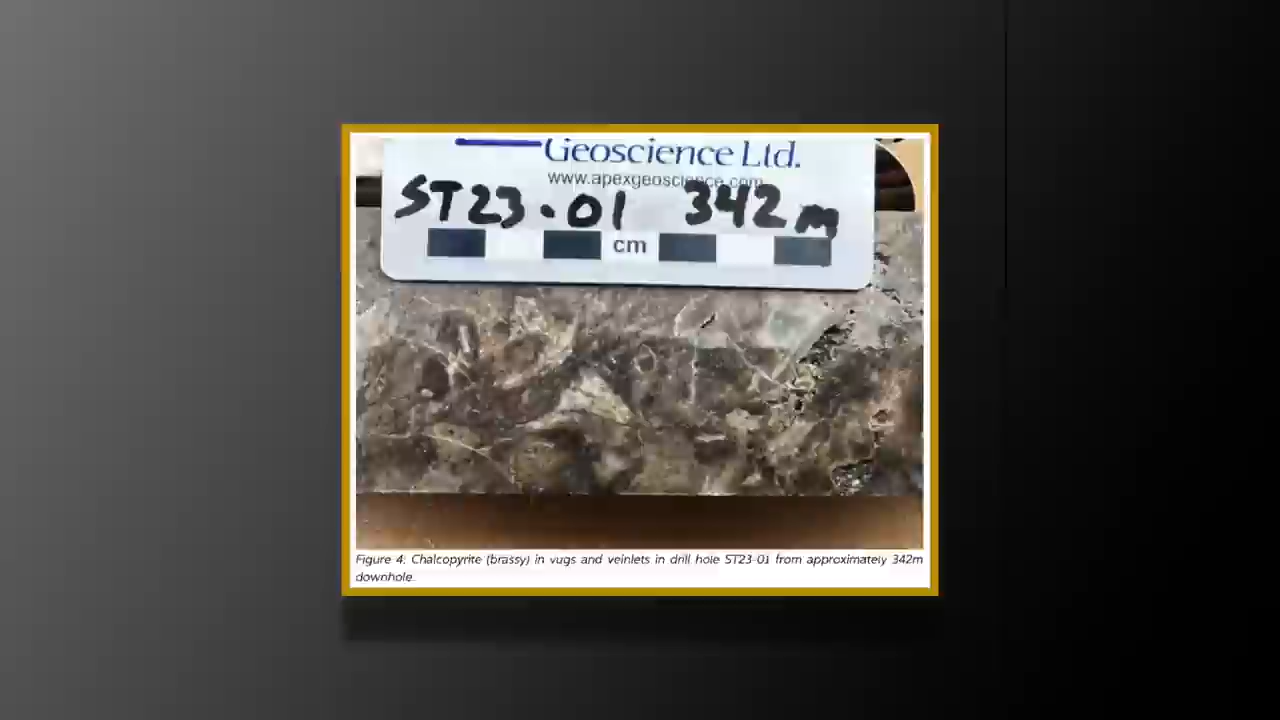 Geoscience Ltd.
www.apexgeoscience.com
ST23-01 342m
cm
Figure 4: Chalcopyrite (brassy) in vugs and veinlets in drill hole ST23-01 from approximately 342m
downhole.